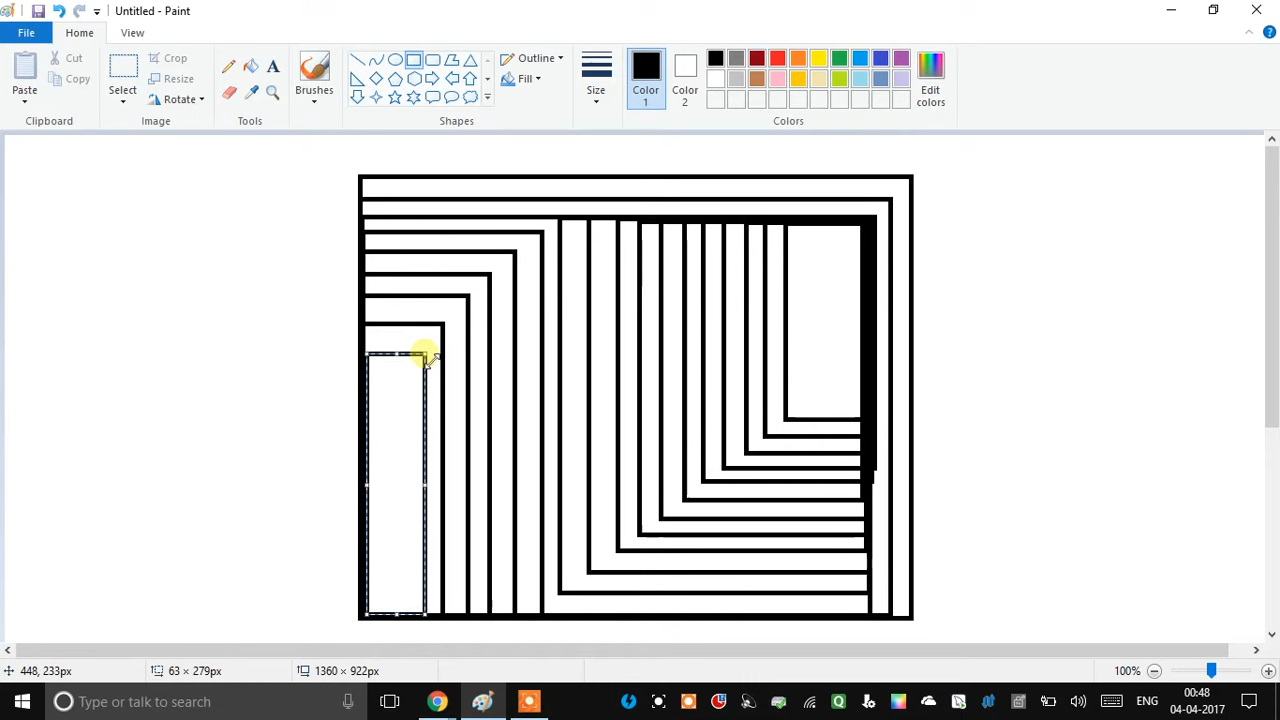 Untitled - Paint
File Home View
Paste
Cut
Copy
Clipboard
Select
Crop
Resize
Rotate
Image
A
Tools
Brushes
Shapes
Outline
Fill
Size
Color 1
Color 2
Edit colors
Colors
448, 233px
63 × 279px
1360 × 922px
100%
Type or talk to search
ENG
00:48
04-04-2017